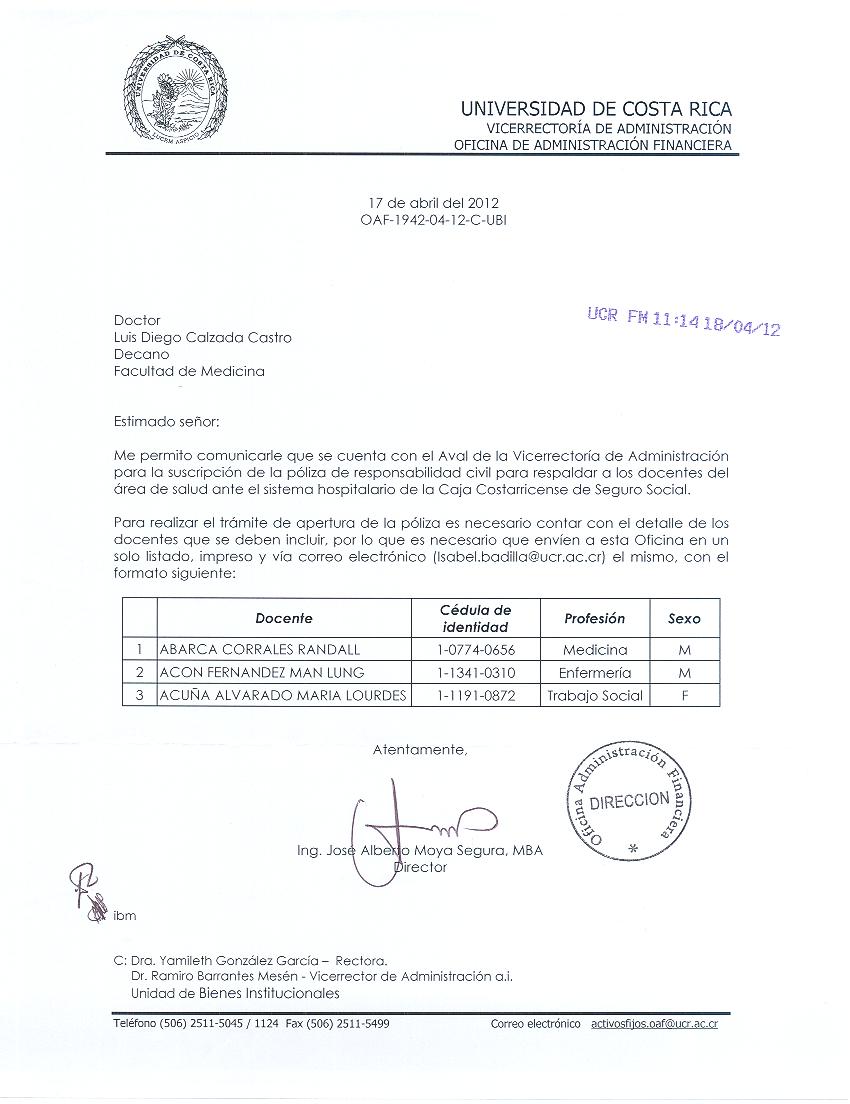 UNIVERSIDAD DE COSTA RICA
LUCEM ASPICIO
UNIVERSIDAD DE COSTA RICA
VICERRECTORÍA DE ADMINISTRACIÓN
OFICINA DE ADMINISTRACIÓN FINANCIERA
17 de abril del 2012
OAF-1942-04-12-C-UBI
UCR FM 11:14 18/04/12
Doctor
Luis Diego Calzada Castro
Decano
Facultad de Medicina
Estimado señor:
Me permito comunicarle que se cuenta con el Aval de la Vicerrectoría de Administración
para la suscripción de la póliza de responsabilidad civil para respaldar a los docentes del
área de salud ante el sistema hospitalario de la Caja Costarricense de Seguro Social.
Para realizar el trámite de apertura de la póliza es necesario contar con el detalle de los
docentes que se deben incluir, por lo que es necesario que envíen a esta Oficina en un
solo listado, impreso y vía correo electrónico (Isabel.badilla@ucr.ac.cr) el mismo, con el
formato siguiente:
Docente Cédula de identidad Profesión Sexo
1 ABARCA CORRALES RANDALL 1-0774-0656 Medicina M
2 ACON FERNANDEZ MAN LUNG 1-1341-0310 Enfermería M
3 ACUÑA ALVARADO MARIA LOURDES 1-1191-0872 Trabajo Social F
Atentamente,
Oficina Administración Financiera
DIRECCION
*
Ing. José Alberto Moya Segura, MBA
Director
ibm
C: Dra. Yamileth González García – Rectora.
Dr. Ramiro Barrantes Mesén - Vicerrector de Administración a.i.
Unidad de Bienes Institucionales
Teléfono (506) 2511-5045 / 1124 Fax (506) 2511-5499 Correo electrónico activosfijos.oaf@ucr.ac.cr